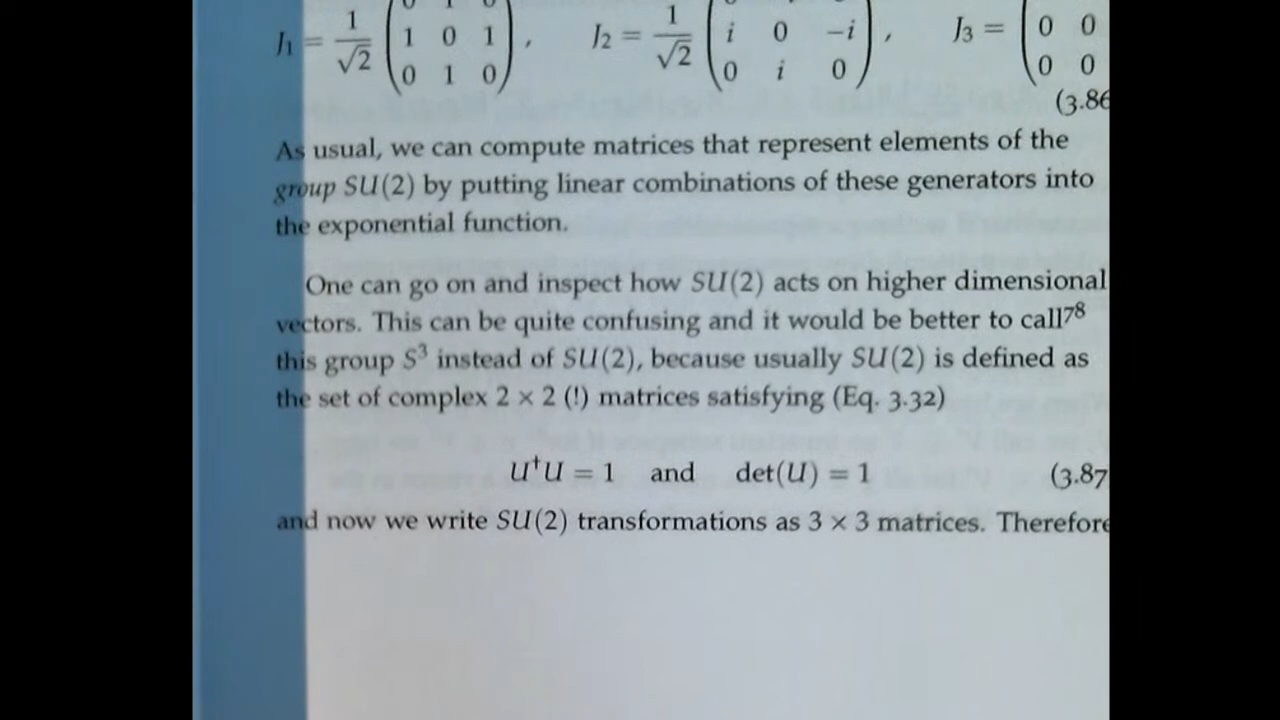 J₁ = 1/√2 ( 1 0 1 0 1 0 ) , J₂ = 1/√2 ( i 0 −i 0 i 0 ) , J₃ = ( 0 0 0 0
(3.86
As usual, we can compute matrices that represent elements of the
group SU(2) by putting linear combinations of these generators into
the exponential function.
One can go on and inspect how SU(2) acts on higher dimensional
vectors. This can be quite confusing and it would be better to call⁷⁸
this group S³ instead of SU(2), because usually SU(2) is defined as
the set of complex 2 × 2 (!) matrices satisfying (Eq. 3.32)
U†U = 1 and det(U) = 1 (3.87
and now we write SU(2) transformations as 3 × 3 matrices. Therefore